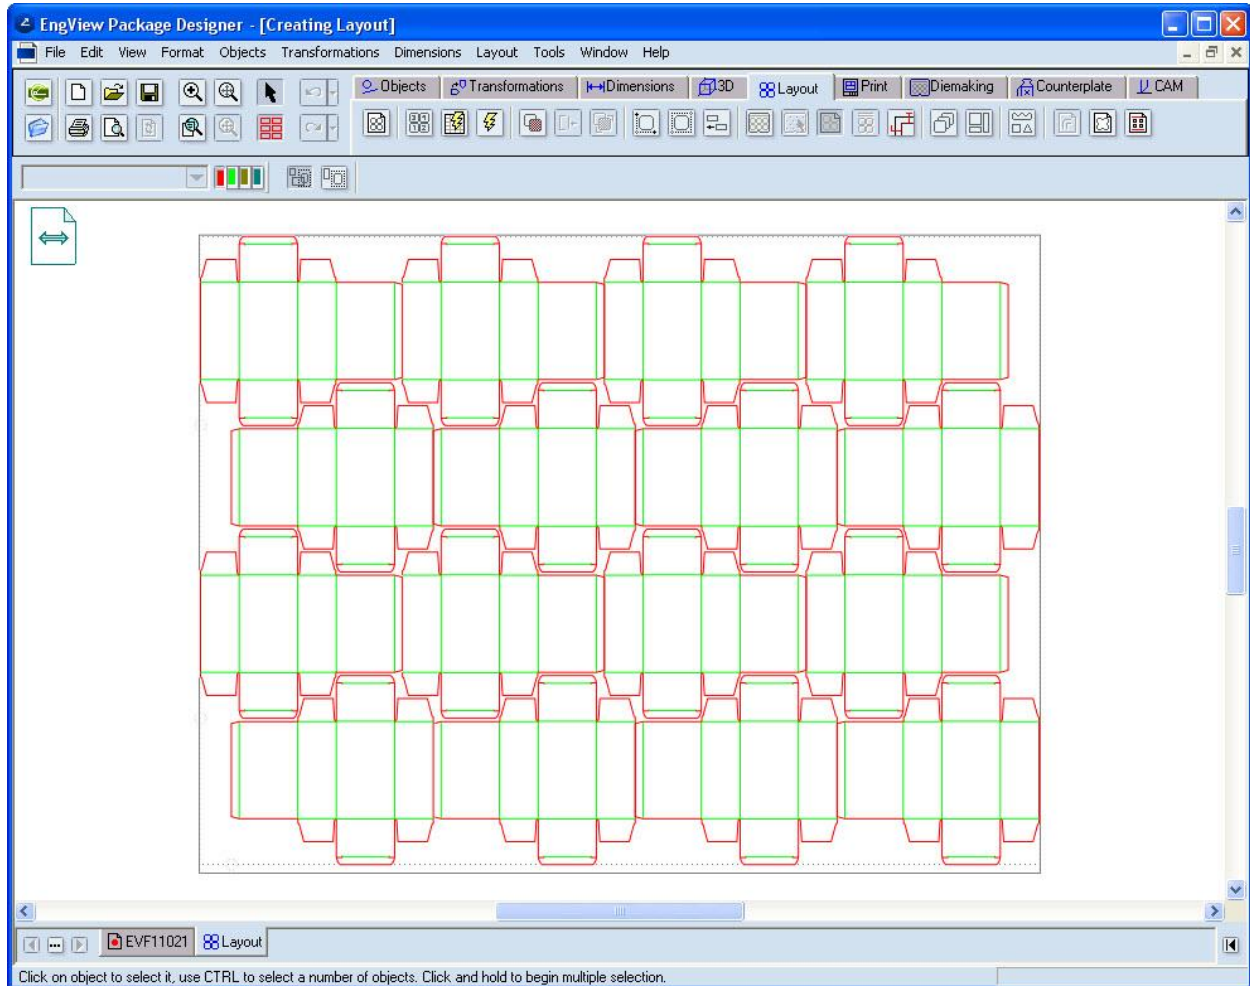 EngView Package Designer - [Creating Layout]
File Edit View Format Objects Transformations Dimensions Layout Tools Window Help
Objects Transformations Dimensions 3D Layout Print Diemaking Counterplate CAM
EVF11021 Layout
Click on object to select it, use CTRL to select a number of objects. Click and hold to begin multiple selection.